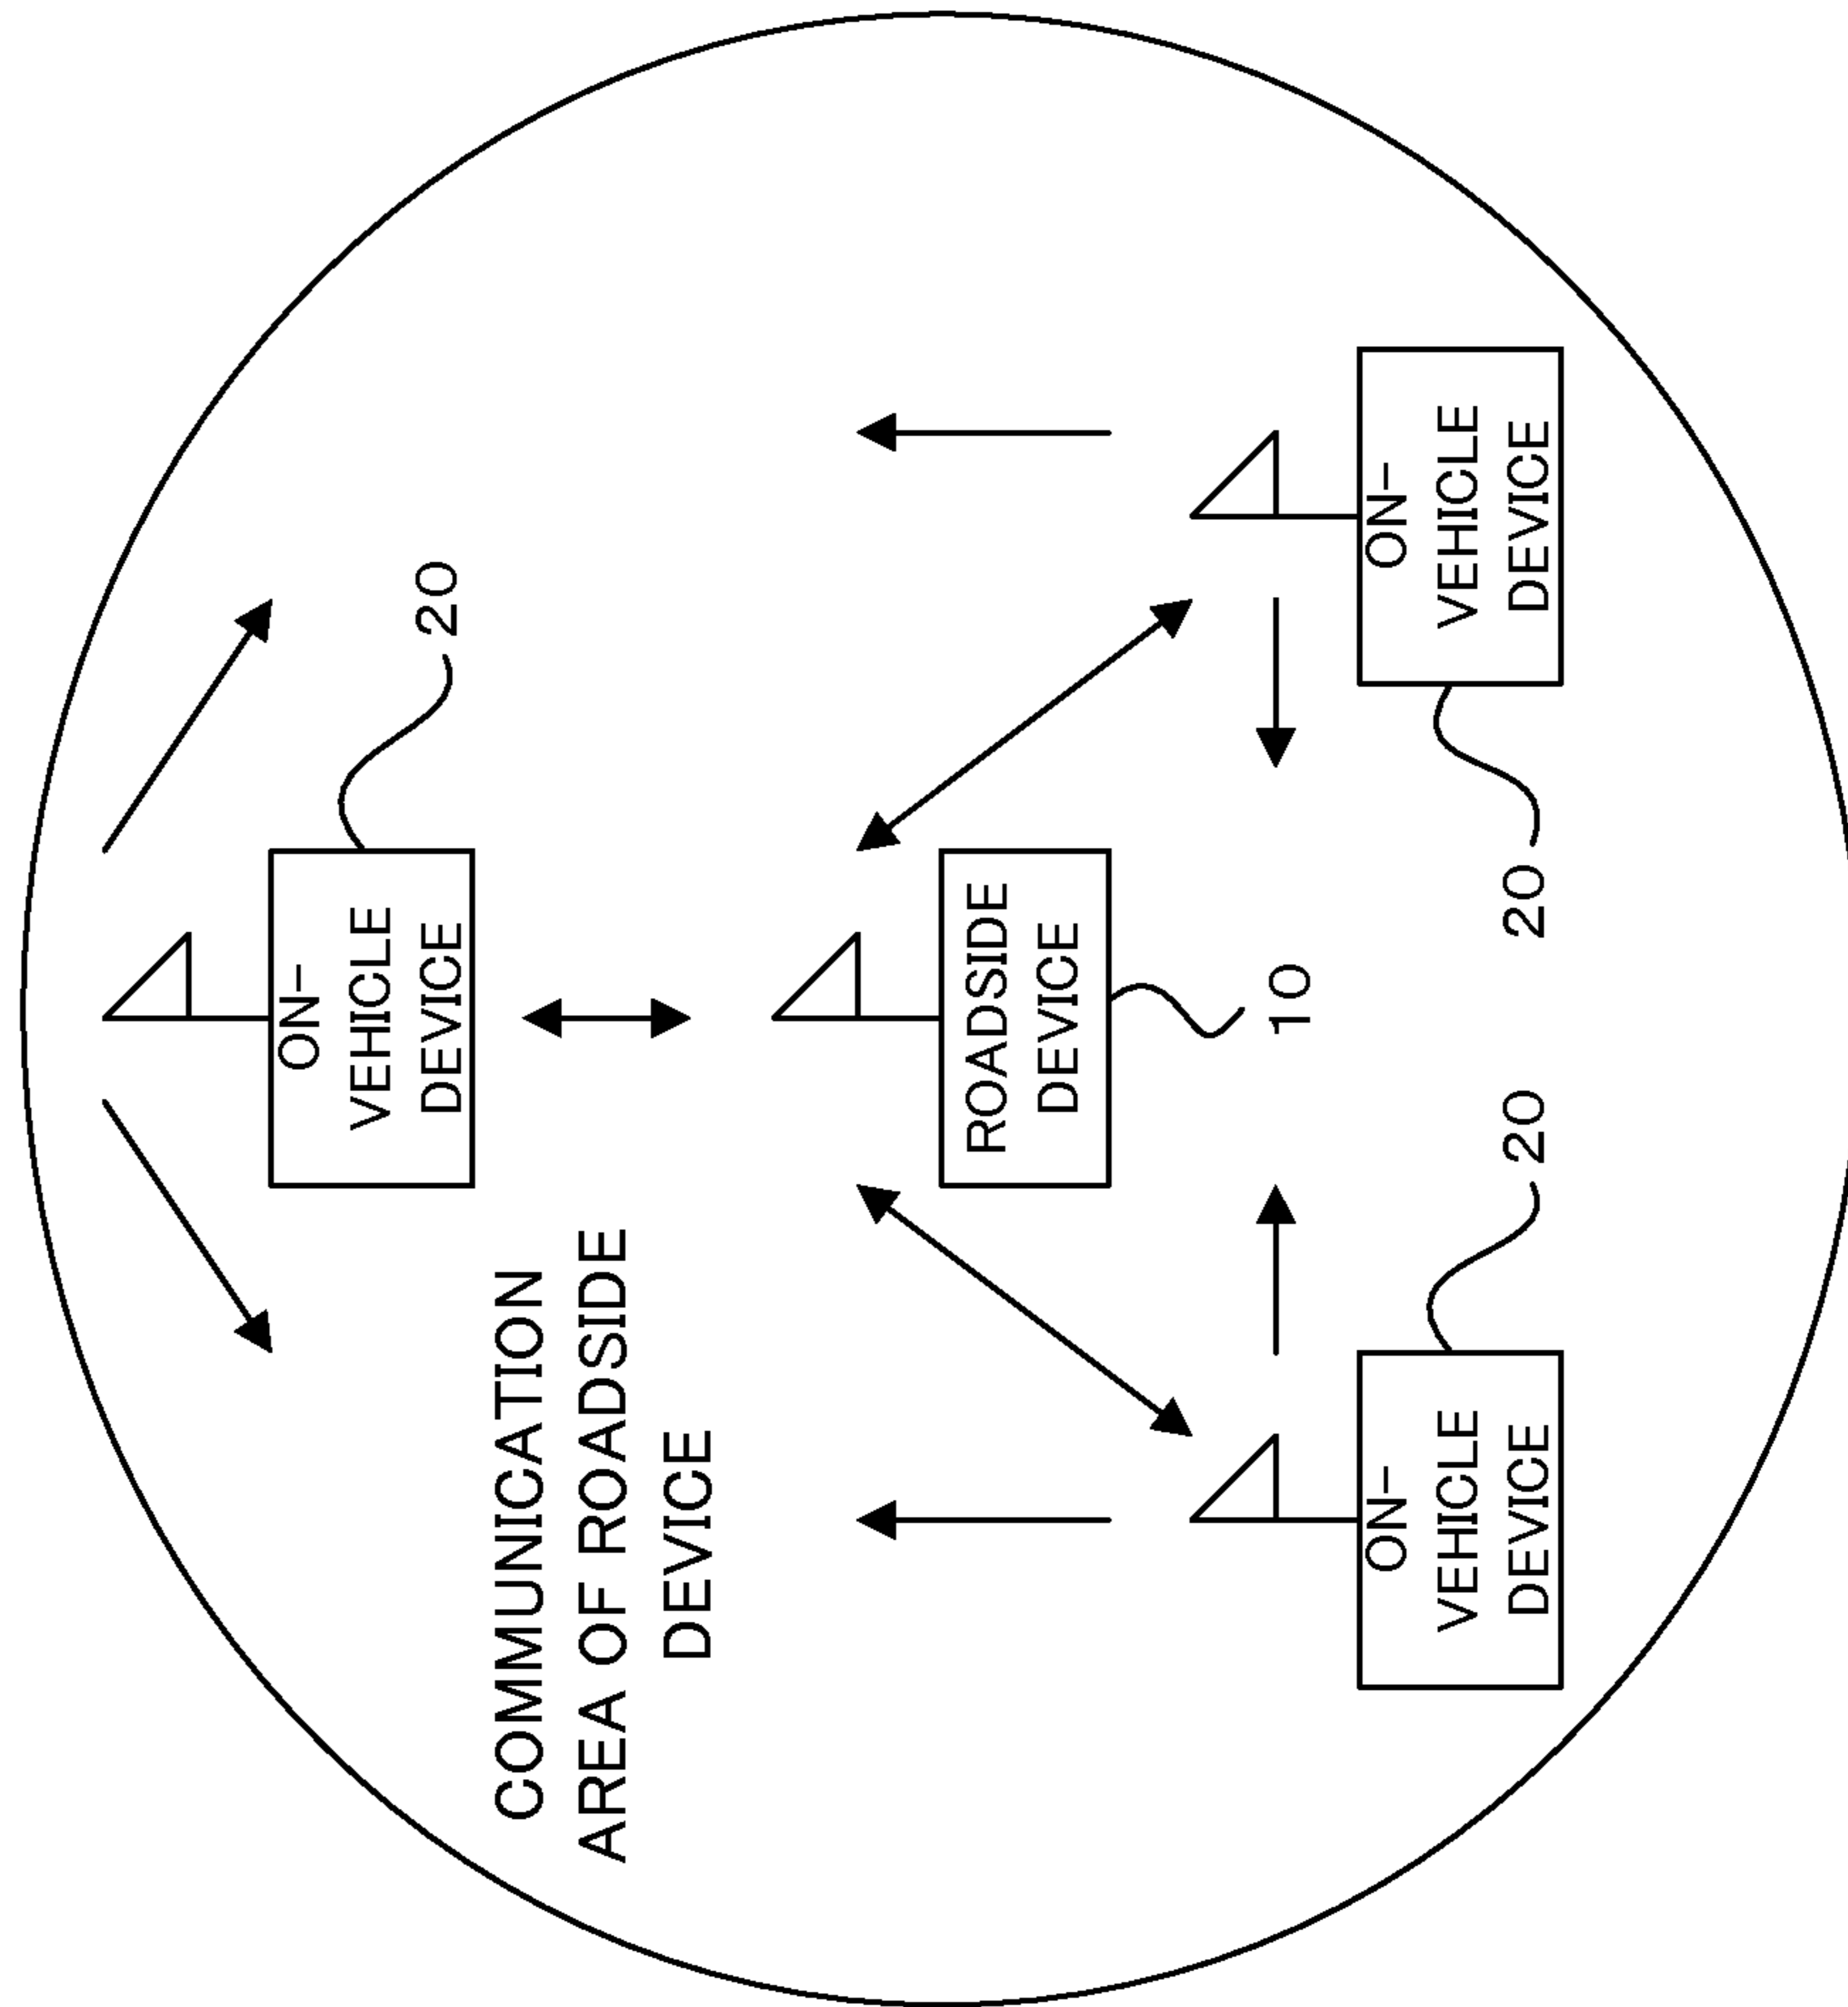 ON-
VEHICLE
DEVICE
20
COMMUNICATION
AREA OF ROADSIDE
DEVICE
ROADSIDE
DEVICE
10
ON-
VEHICLE
DEVICE
20
20
ON-
VEHICLE
DEVICE